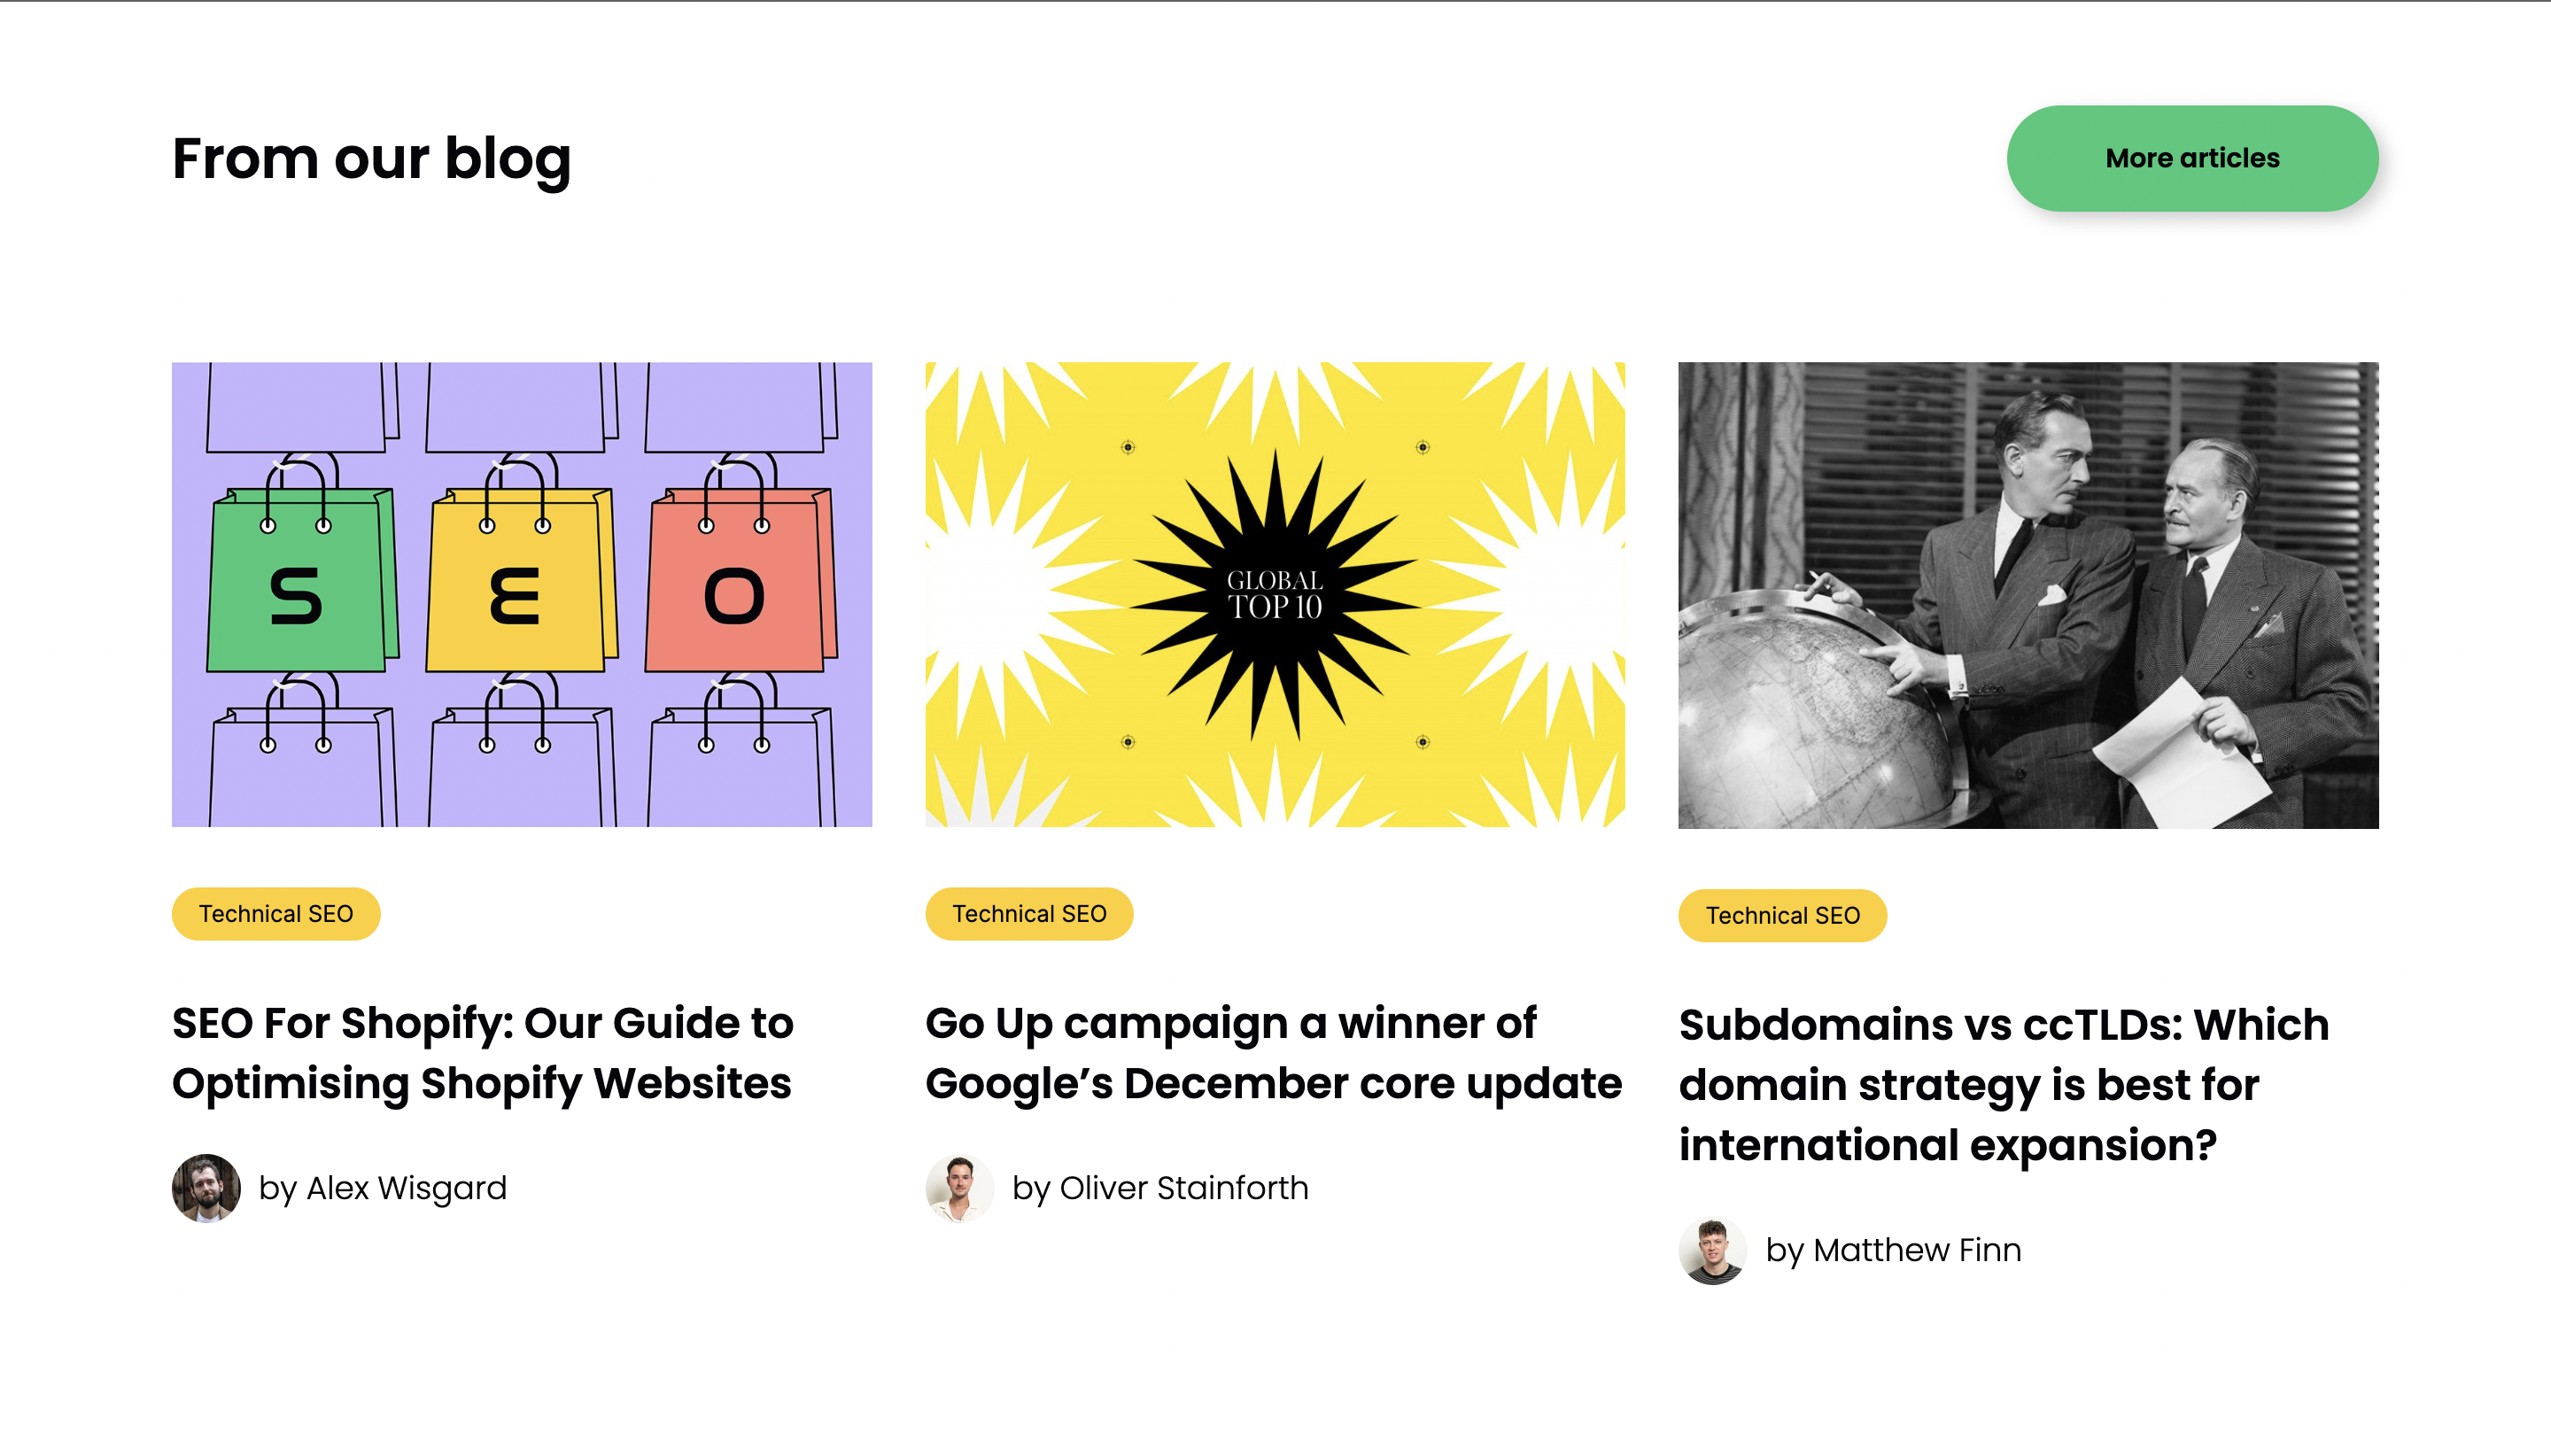 From our blog
More articles
S E O
GLOBAL
TOP 10
Technical SEO
SEO For Shopify: Our Guide to
Optimising Shopify Websites
by Alex Wisgard
Technical SEO
Go Up campaign a winner of
Google’s December core update
by Oliver Stainforth
Technical SEO
Subdomains vs ccTLDs: Which
domain strategy is best for
international expansion?
by Matthew Finn